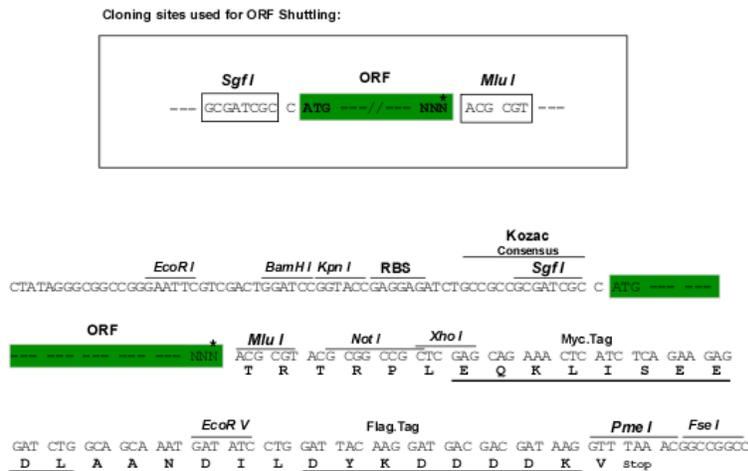 Cloning sites used for ORF Shuttling:
Sgf I ORF Mlu I
--- GCGATCGC C ATG ---//--- NNN* ACG CGT ---
Kozac
Consensus
EcoR I BamH I Kpn I RBS Sgf I
CTATAGGGCGGCCGGGAATTCGTCGACTGGATCCGGTACCGAGGAGATCTGCCGCCGCGATCGC C ATG --- ---
ORF
Mlu I Not I Xho I Myc.Tag
--- --- --- --- --- NNN* ACG CGT ACG CGG CCG CTC GAG CAG AAA CTC ATC TCA GAA GAG
T R T R P L E Q K L I S E E
EcoR V Flag.Tag Pme I Fse I
GAT CTG GCA GCA AAT GAT ATC CTG GAT TAC AAG GAT GAC GAC GAT AAG GTT TAA ACGGCCGGCC
D L A A N D I L D Y K D D D D K V Stop